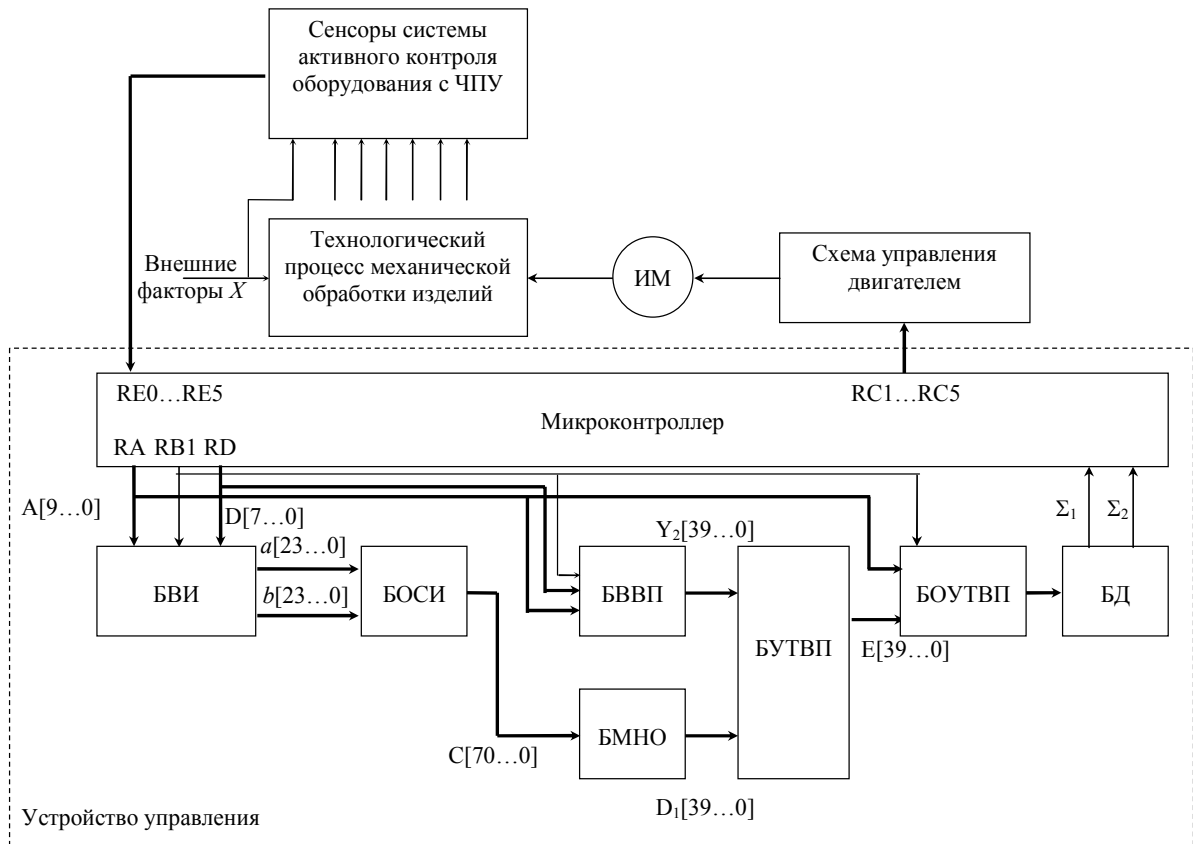 Сенсоры системы
активного контроля
оборудования с ЧПУ
Внешние
факторы X
Технологический
процесс механической
обработки изделий
ИМ
Схема управления
двигателем
RE0…RE5
RC1…RC5
Микроконтроллер
RA RB1 RD
A[9…0]
D[7…0]
a[23…0]
b[23…0]
Y₂[39…0]
Σ₁ Σ₂
БВИ
БОСИ
БВВП
БУТВП
БОУТВП
БД
E[39…0]
БМНО
C[70…0]
D₁[39…0]
Устройство управления